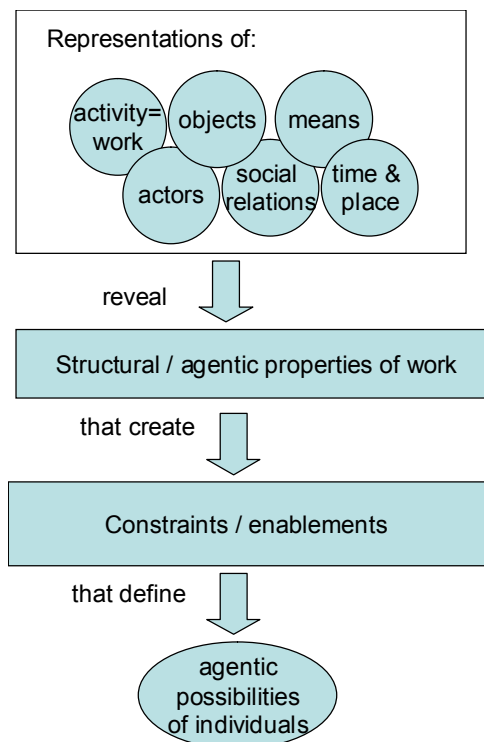 Representations of:
activity=
work
objects
means
actors
social
relations
time &
place
reveal
Structural / agentic properties of work
that create
Constraints / enablements
that define
agentic
possibilities
of individuals